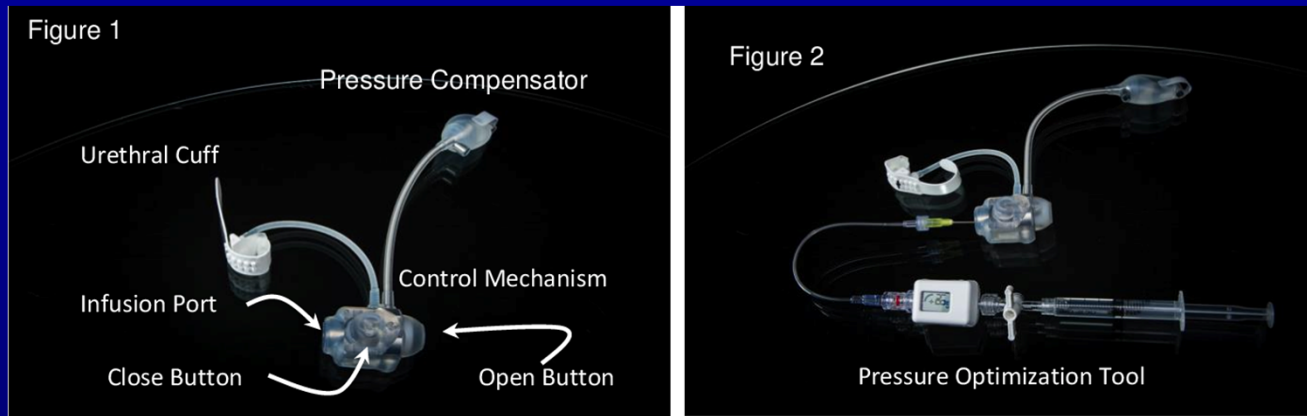 Figure 1
Pressure Compensator
Urethral Cuff
Control Mechanism
Infusion Port
Close Button
Open Button
Figure 2
Pressure Optimization Tool